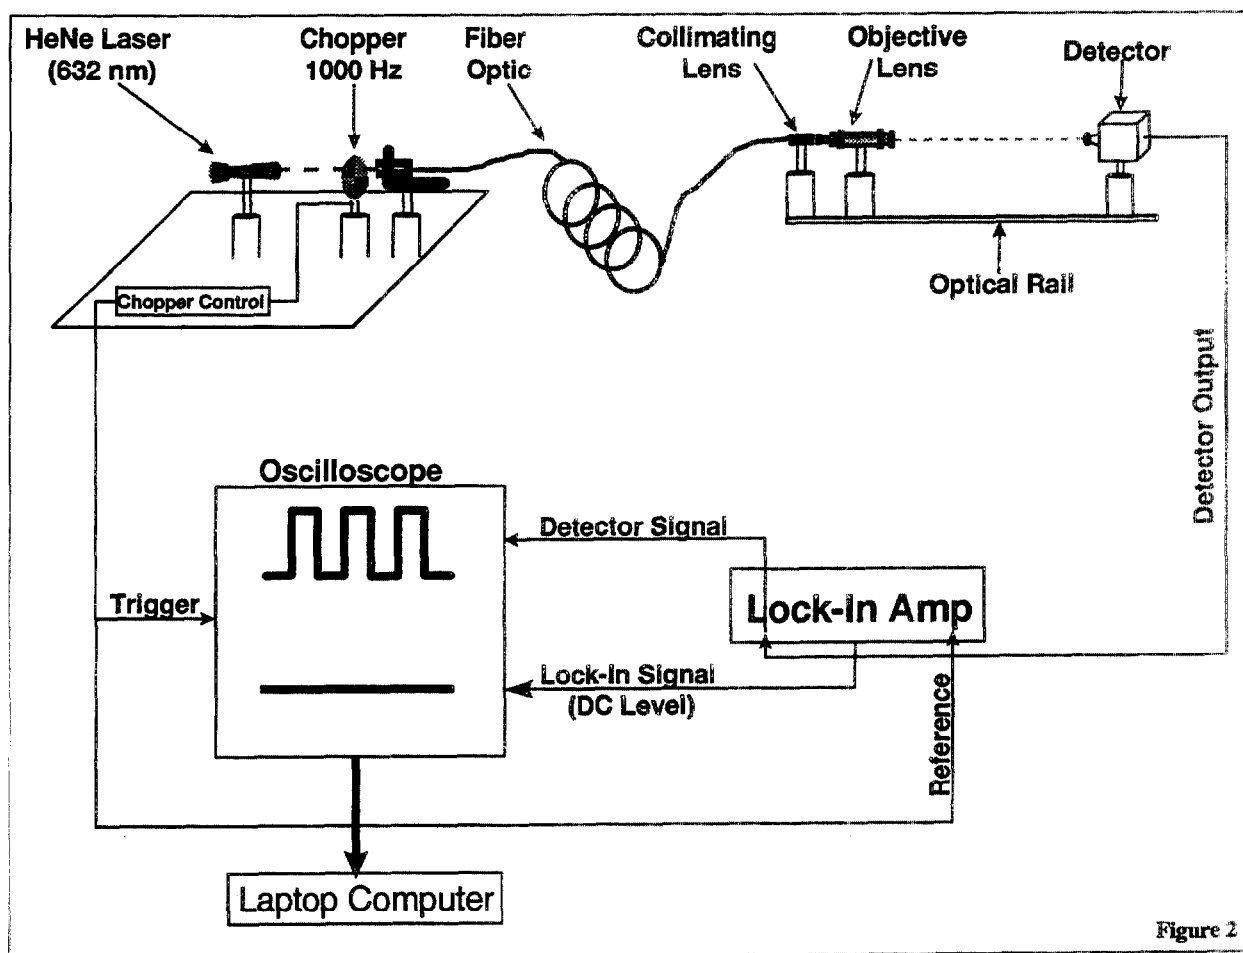 HeNe Laser
(632 nm)
Chopper
1000 Hz
Fiber
Optic
Collimating
Lens
Objective
Lens
Detector
Optical Rail
Chopper Control
Detector Output
Oscilloscope
Detector Signal
Trigger
Lock-In Amp
Lock-In Signal
(DC Level)
Reference
Laptop Computer
Figure 2